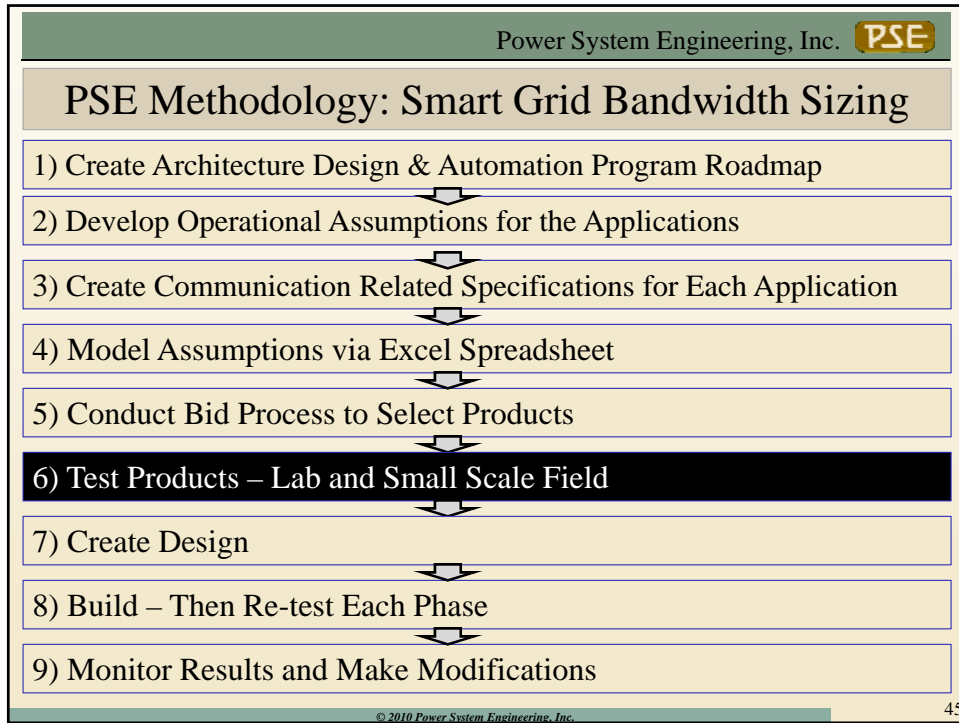 Power System Engineering, Inc. PSE
PSE Methodology: Smart Grid Bandwidth Sizing
1) Create Architecture Design & Automation Program Roadmap
2) Develop Operational Assumptions for the Applications
3) Create Communication Related Specifications for Each Application
4) Model Assumptions via Excel Spreadsheet
5) Conduct Bid Process to Select Products
6) Test Products – Lab and Small Scale Field
7) Create Design
8) Build – Then Re-test Each Phase
9) Monitor Results and Make Modifications
© 2010 Power System Engineering, Inc.
45